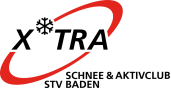 X*TRA
SCHNEE & AKTIVCLUB
STV BADEN